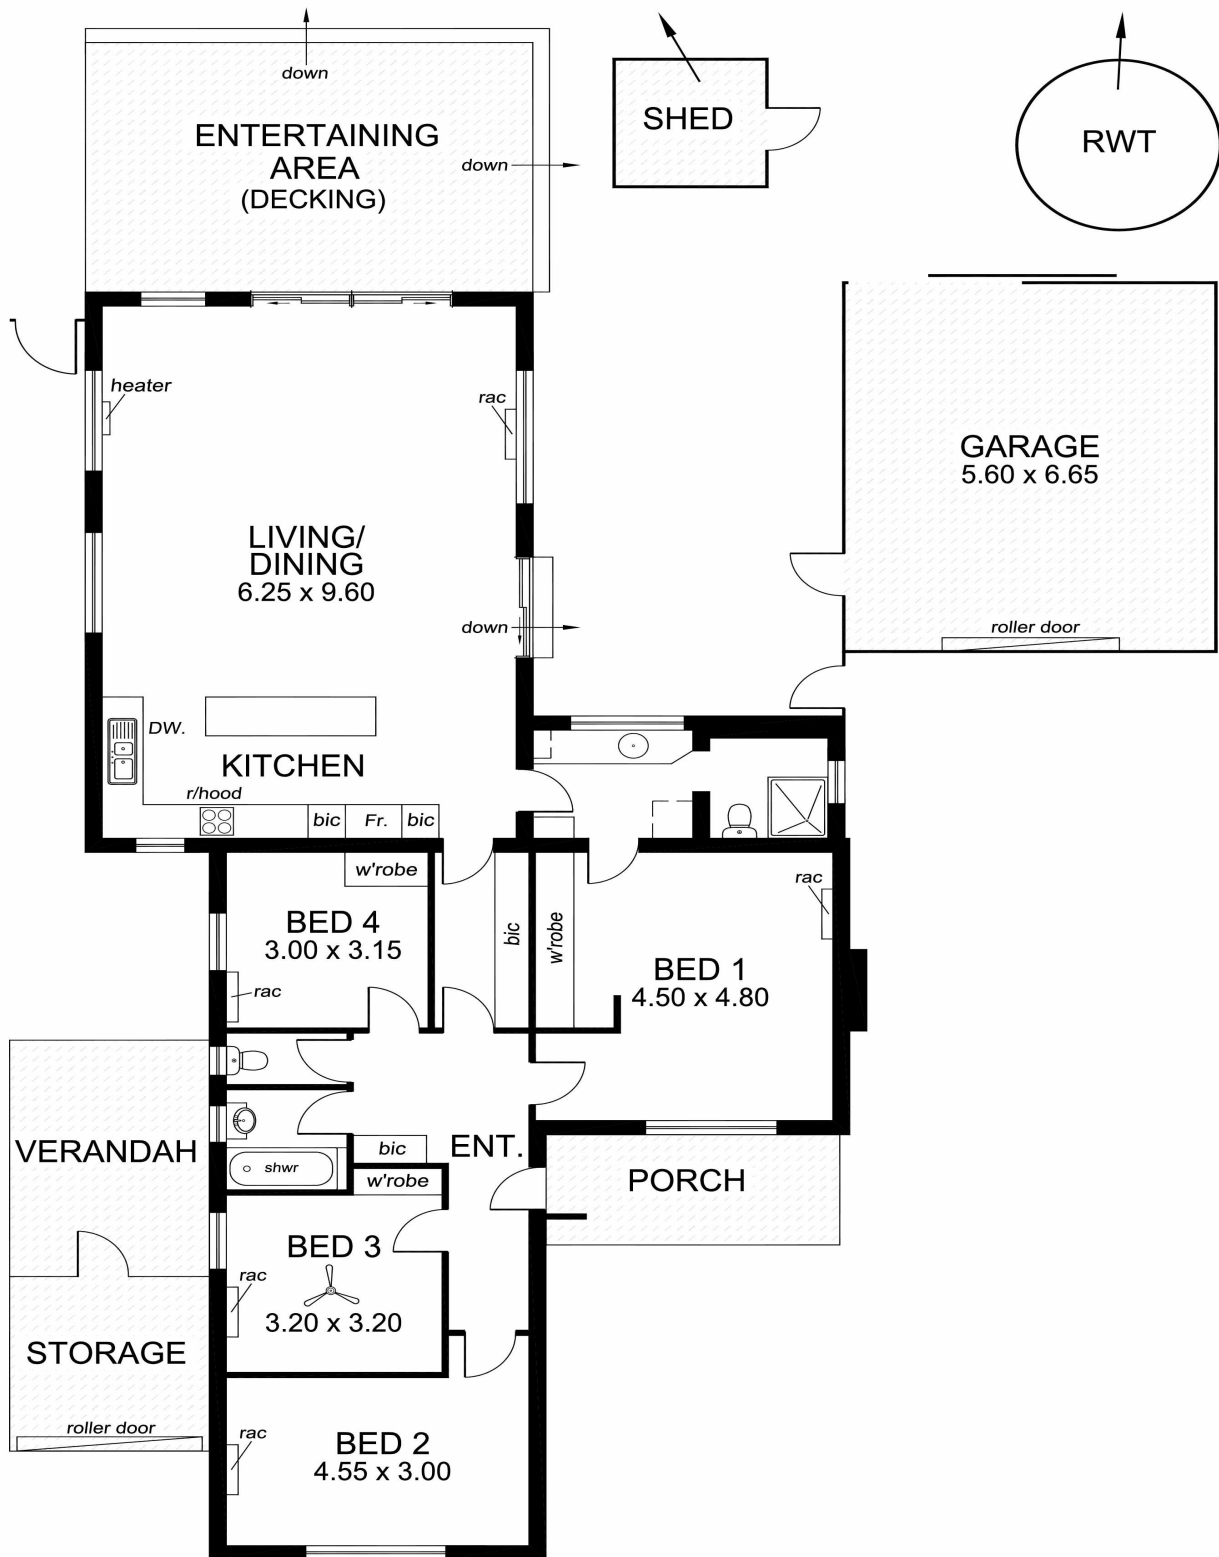 down
ENTERTAINING
AREA
(DECKING)
down
SHED
RWT
heater
rac
GARAGE
5.60 x 6.65
roller door
LIVING/
DINING
6.25 x 9.60
down
DW.
KITCHEN
r/hood
bic
Fr.
bic
w'robe
BED 4
3.00 x 3.15
rac
bic
w'robe
rac
BED 1
4.50 x 4.80
VERANDAH
shwr
bic
ENT.
w'robe
PORCH
BED 3
rac
3.20 x 3.20
STORAGE
roller door
rac
BED 2
4.55 x 3.00